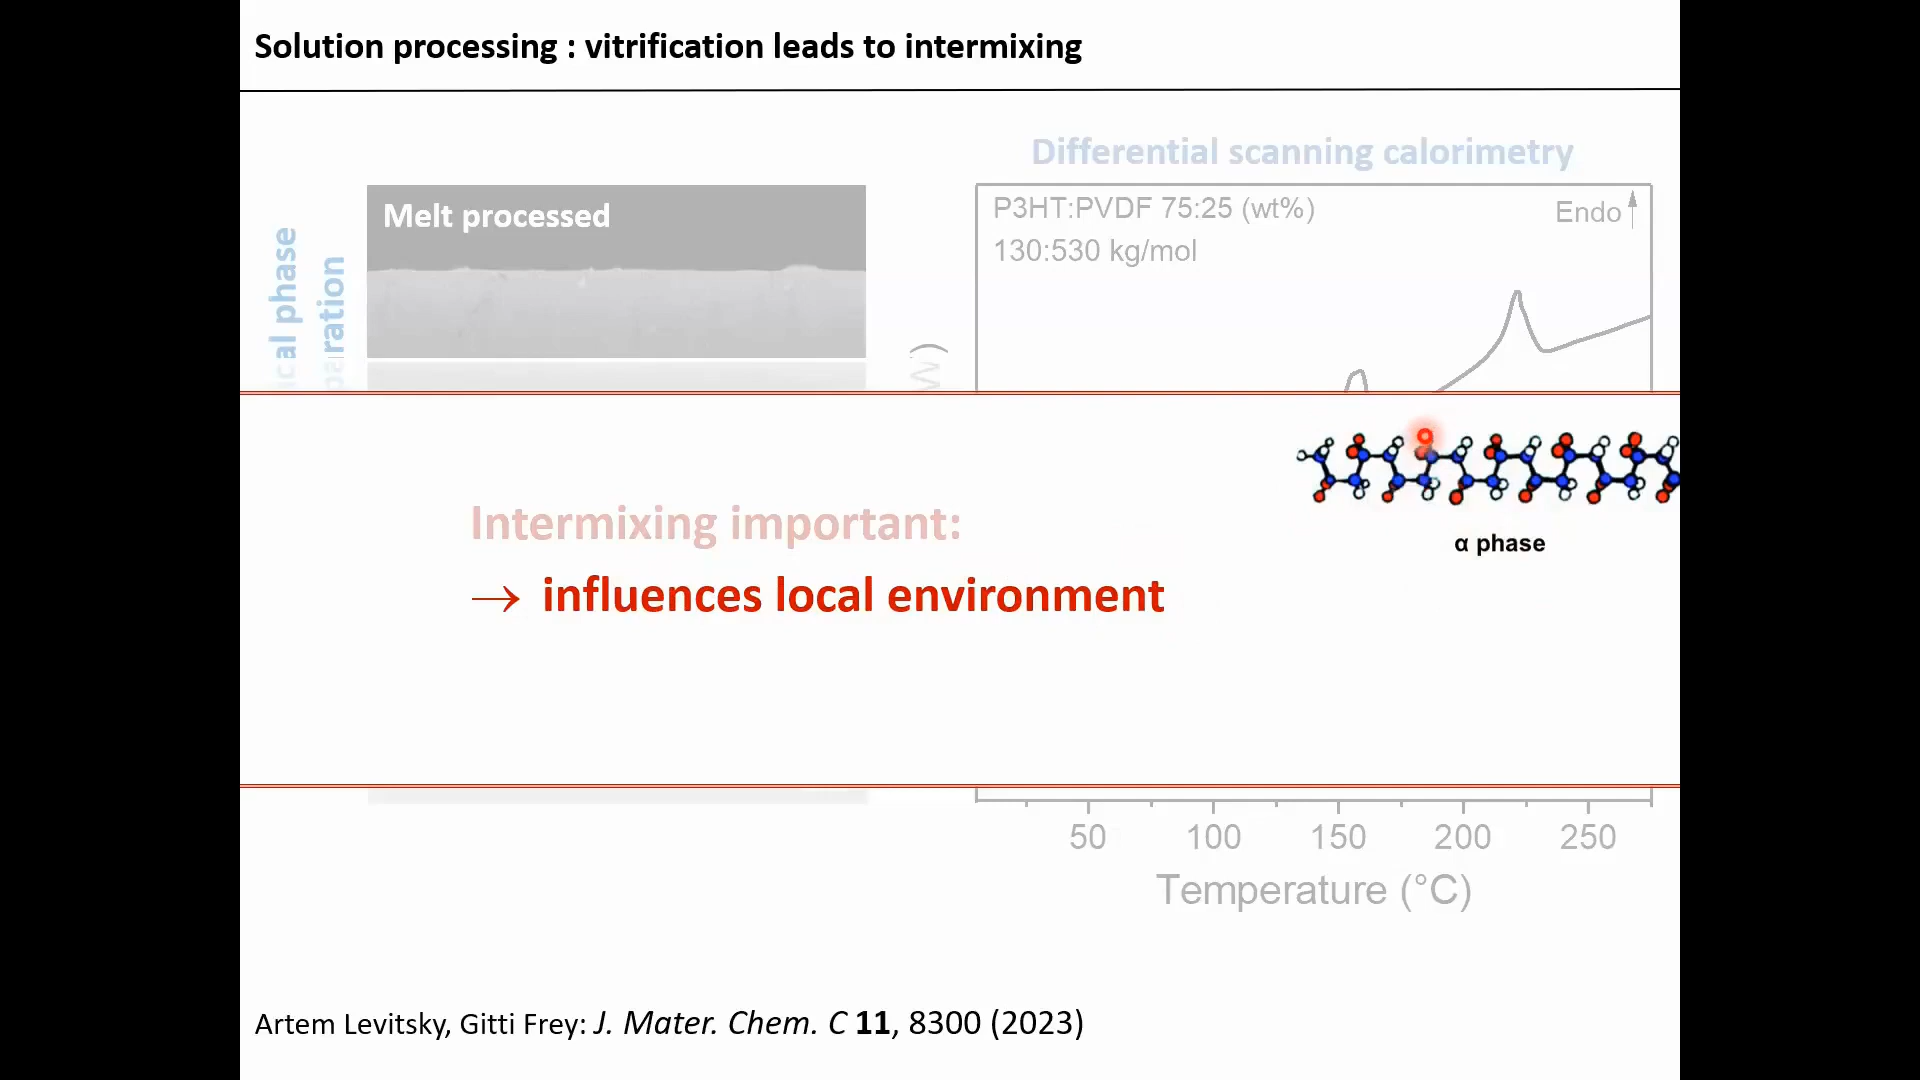 Solution processing : vitrification leads to intermixing
Differential scanning calorimetry
Melt processed
P3HT:PVDF 75:25 (wt%)
130:530 kg/mol
Endo
phase
Intermixing important:
→ influences local environment
α phase
50 100 150 200 250
Temperature (°C)
Artem Levitsky, Gitti Frey: J. Mater. Chem. C 11, 8300 (2023)